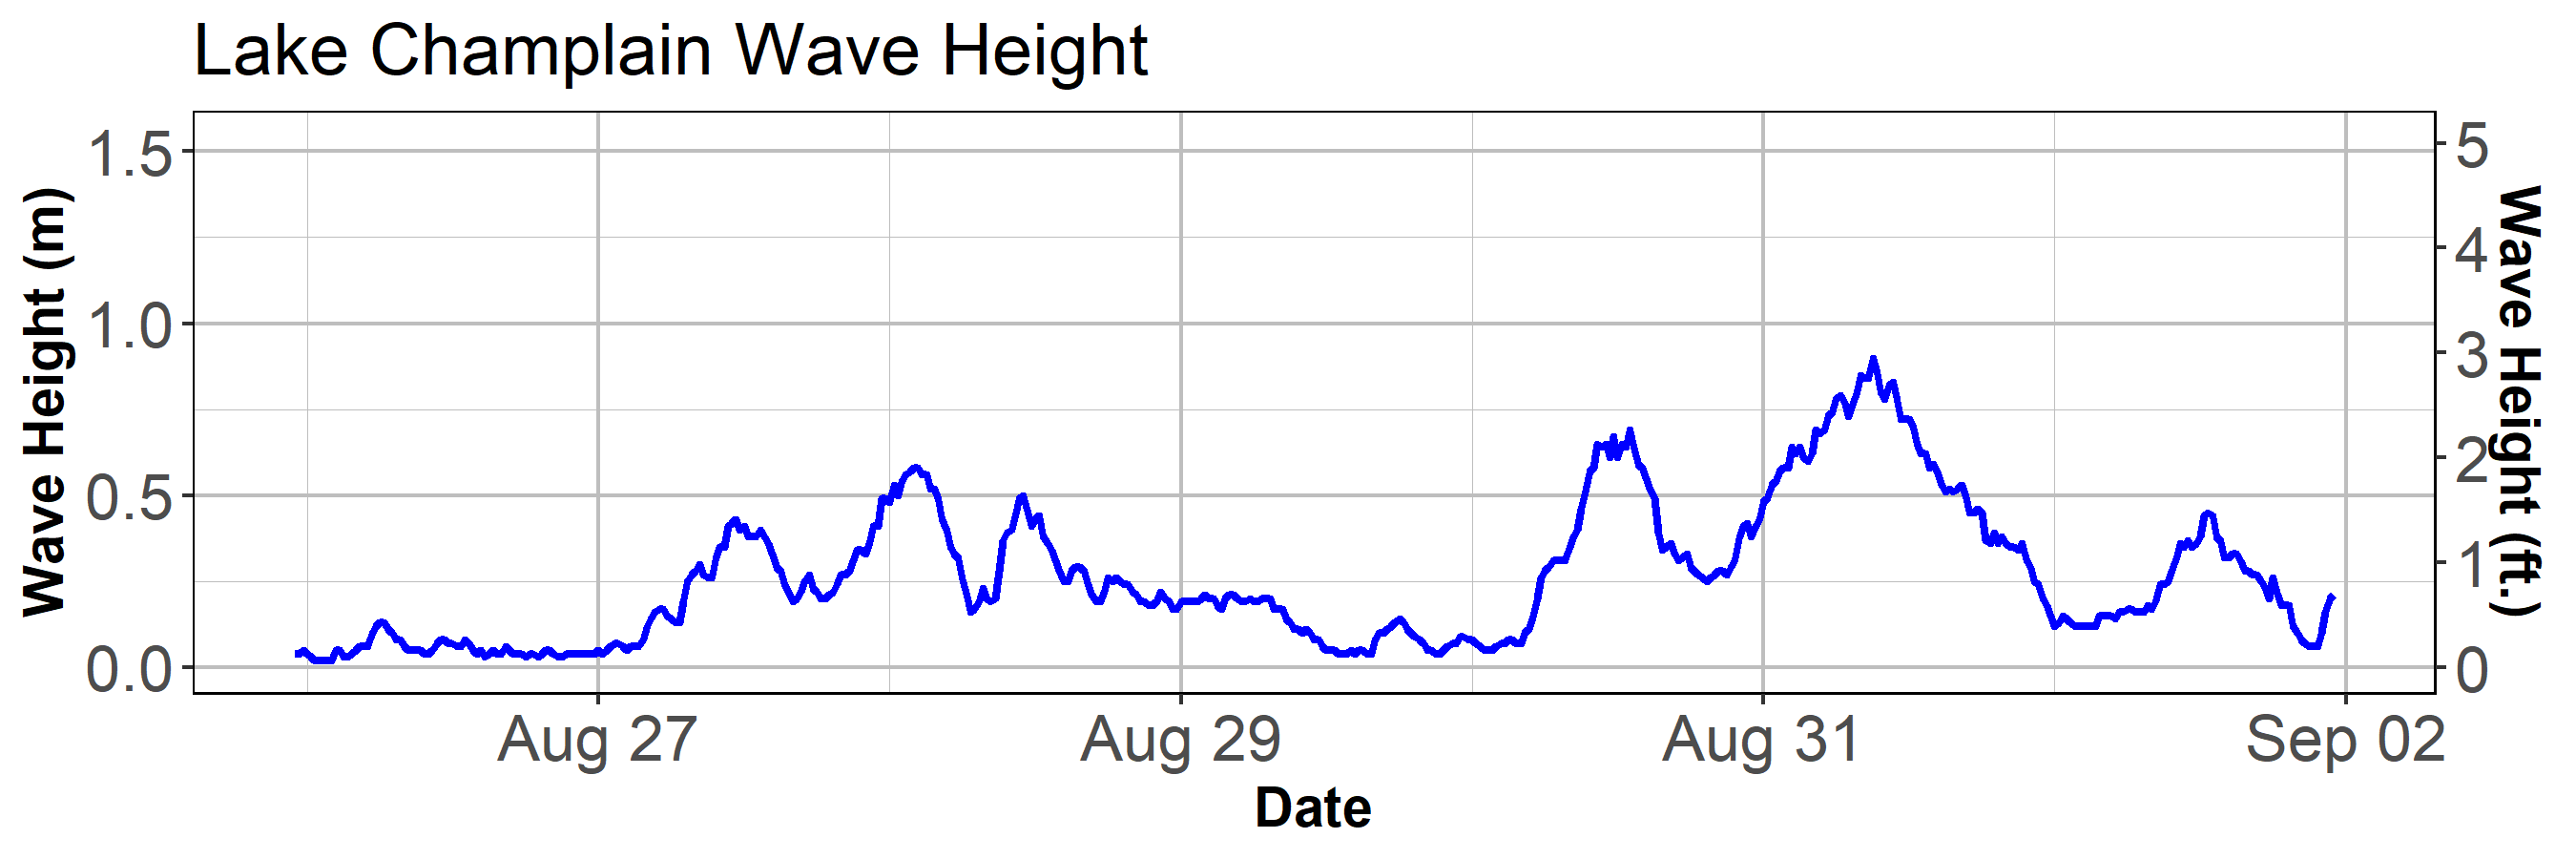 Lake Champlain Wave Height
Wave Height (m)
1.5
1.0
0.5
0.0
5
4
3
2
1
0
Wave Height (ft.)
Aug 27
Aug 29
Aug 31
Sep 02
Date